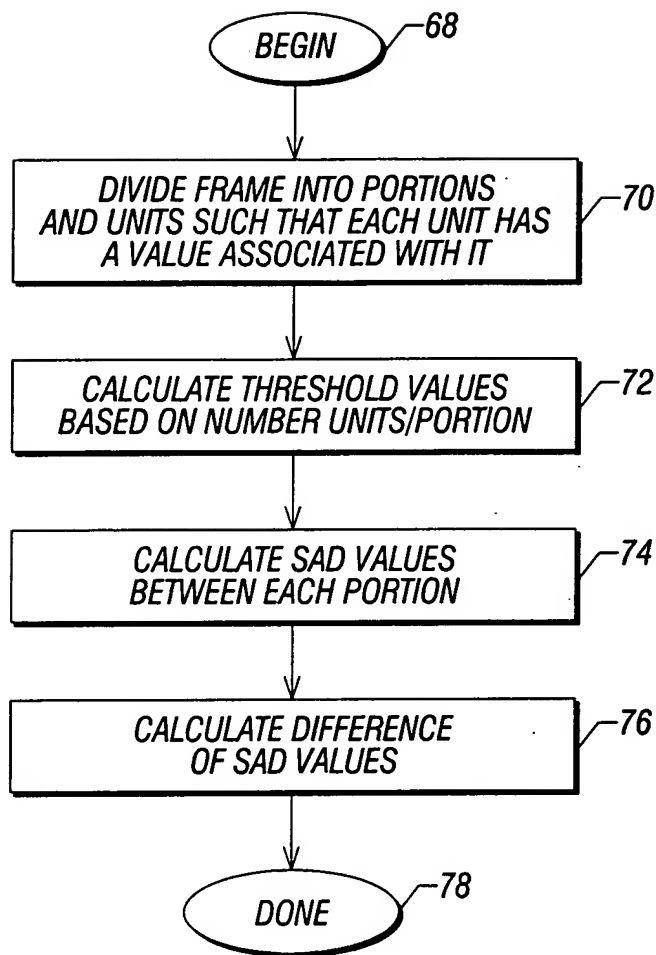 BEGIN
68
DIVIDE FRAME INTO PORTIONS
AND UNITS SUCH THAT EACH UNIT HAS
A VALUE ASSOCIATED WITH IT
70
CALCULATE THRESHOLD VALUES
BASED ON NUMBER UNITS/PORTION
72
CALCULATE SAD VALUES
BETWEEN EACH PORTION
74
CALCULATE DIFFERENCE
OF SAD VALUES
76
DONE
78